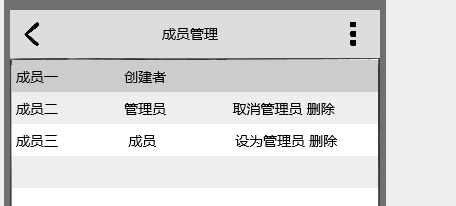 成员管理
成员一 创建者
成员二 管理员 取消管理员 删除
成员三 成员 设为管理员 删除